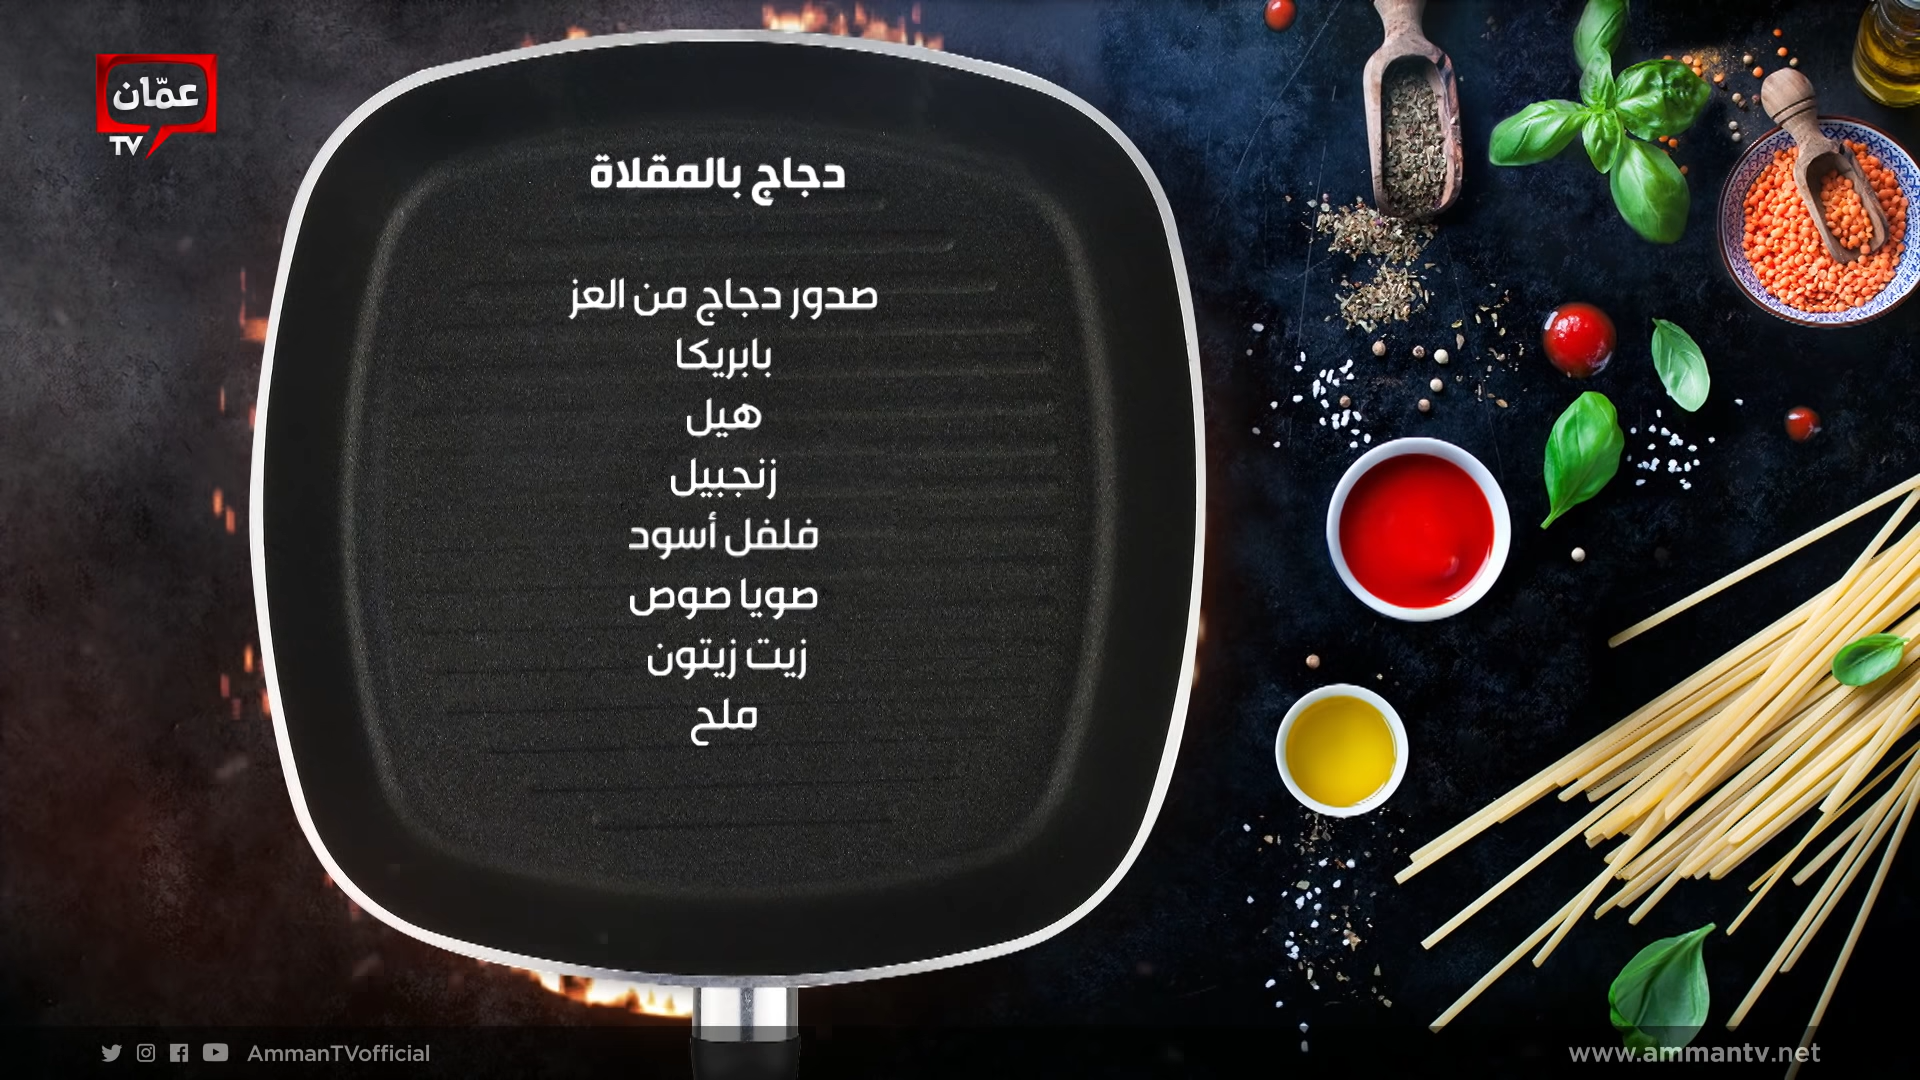 عمّان
TV
دجاج بالمقلاة
صدور دجاج من العز
بابريكا
هيل
زنجبيل
فلفل أسود
صويا صوص
زيت زيتون
ملح
AmmanTVofficial
www.ammantv.net